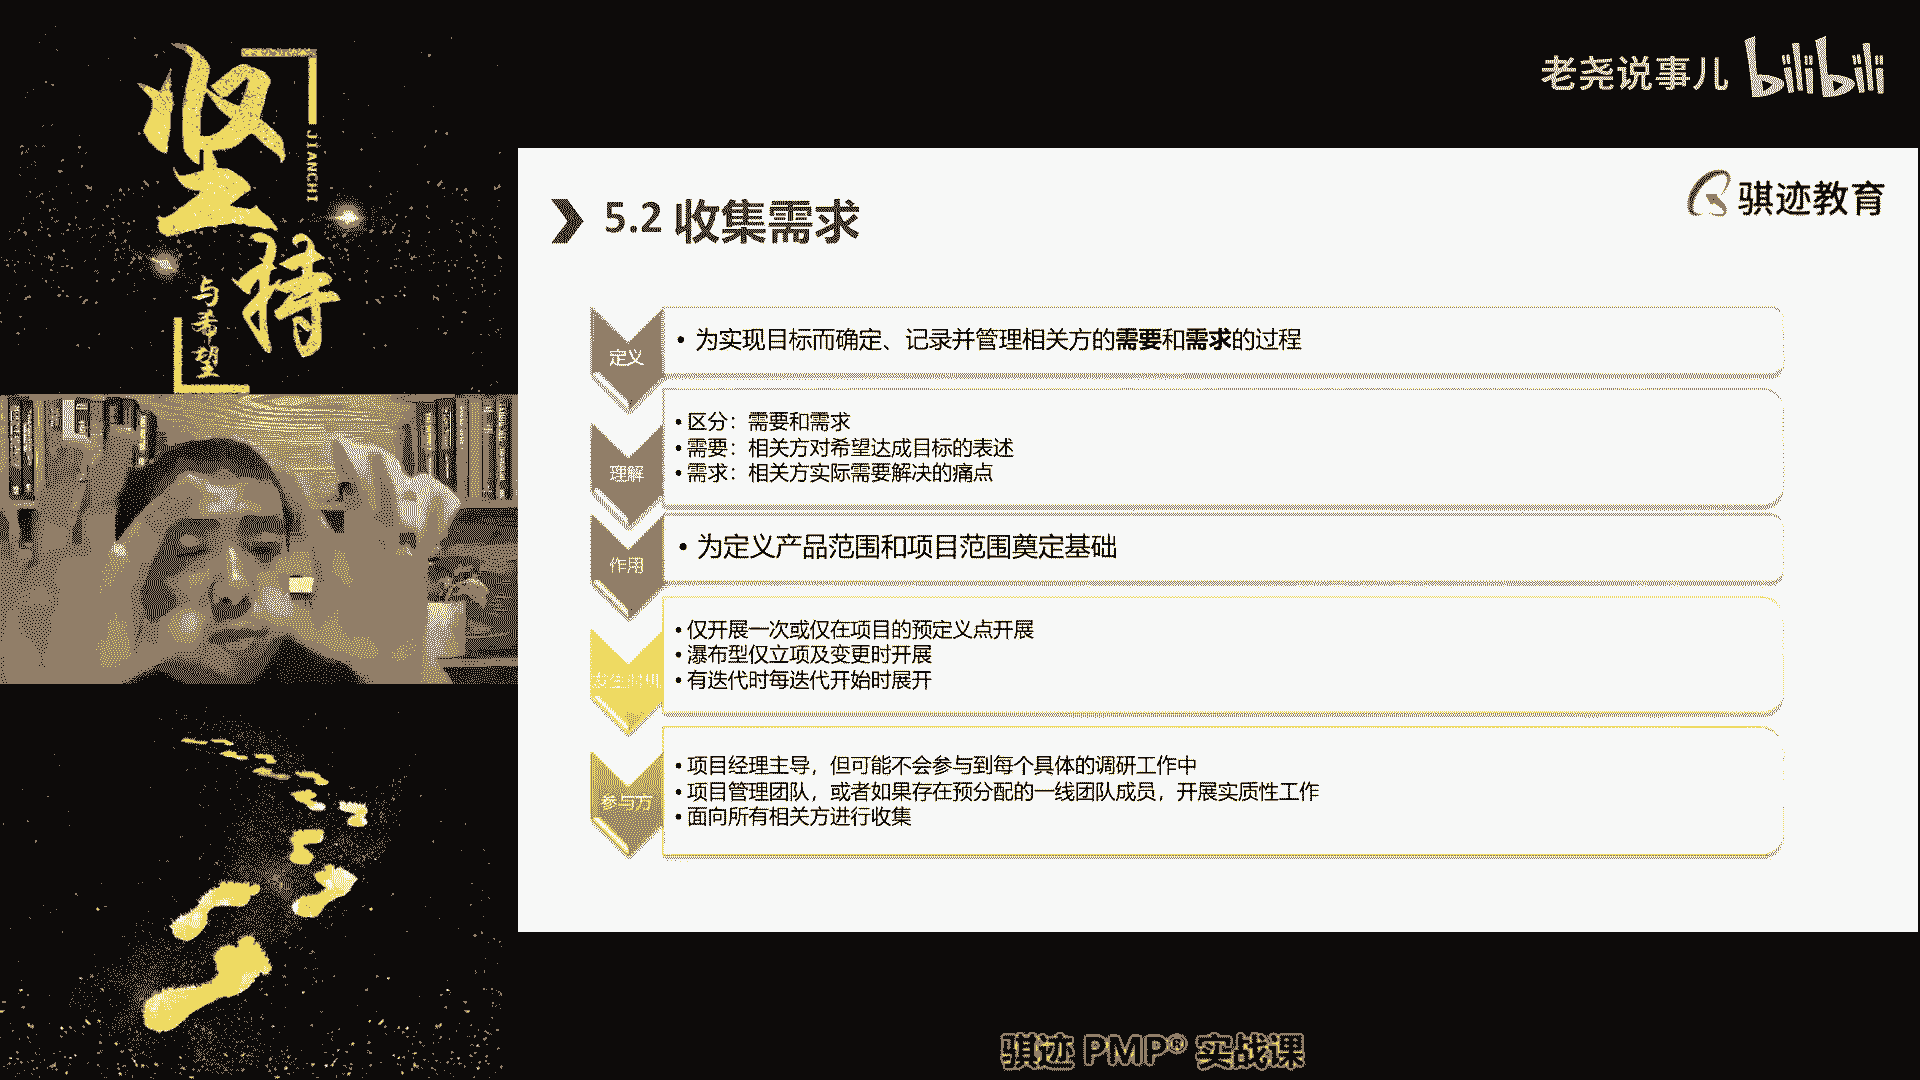 坚持
JIANCHI
与希望
老尧说事儿 bilibili
骐迹教育
5.2 收集需求
定义
• 为实现目标而确定、记录并管理相关方的需要和需求的过程
理解
• 区分：需要和需求
• 需要：相关方对希望达成目标的表述
• 需求：相关方实际需要解决的痛点
作用
• 为定义产品范围和项目范围奠定基础
• 仅开展一次或仅在项目的预定义点开展
• 瀑布型仅立项及变更时开展
• 有迭代时每迭代开始时展开
参与方
• 项目经理主导，但可能不会参与到每个具体的调研工作中
• 项目管理团队，或者如果存在预分配的一线团队成员，开展实质性工作
• 面向所有相关方进行收集
骐迹 PMP® 实战课